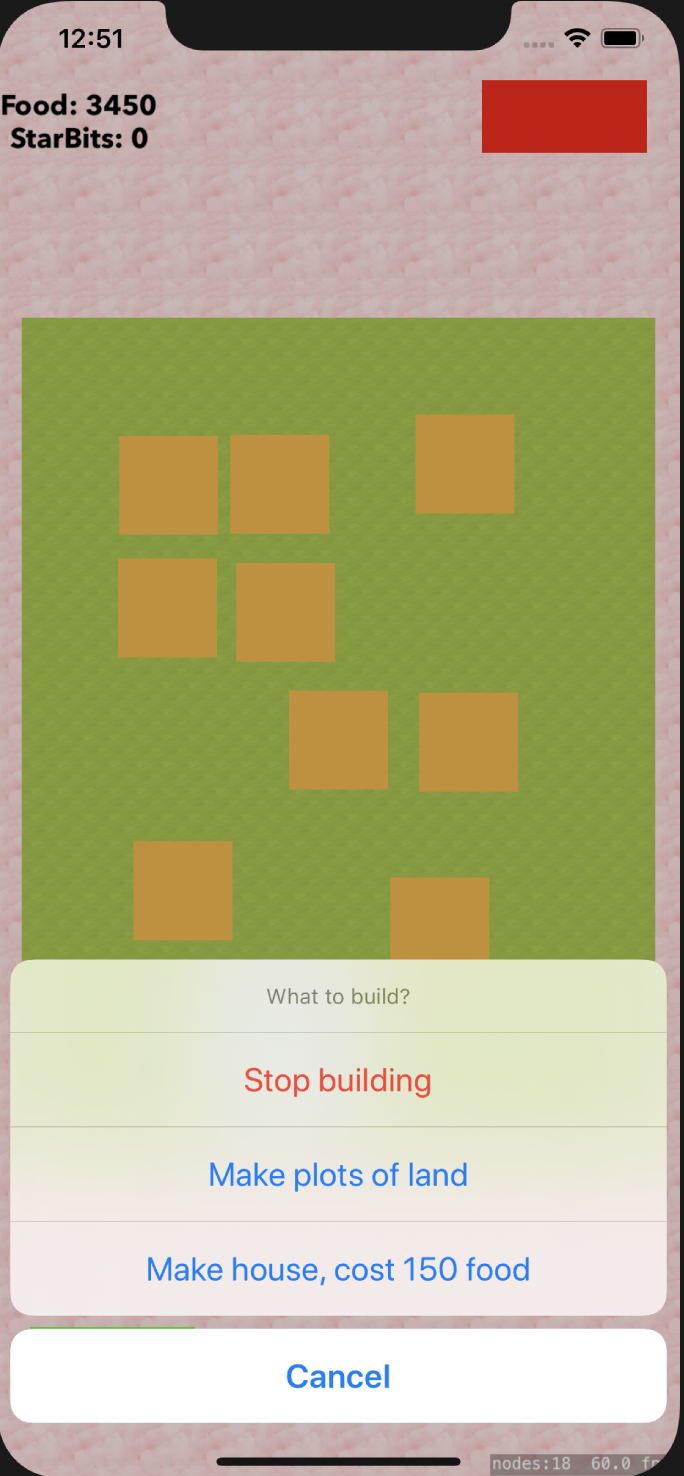 12:51
Food: 3450
StarBits: 0
What to build?
Stop building
Make plots of land
Make house, cost 150 food
Cancel
nodes:18 60.0